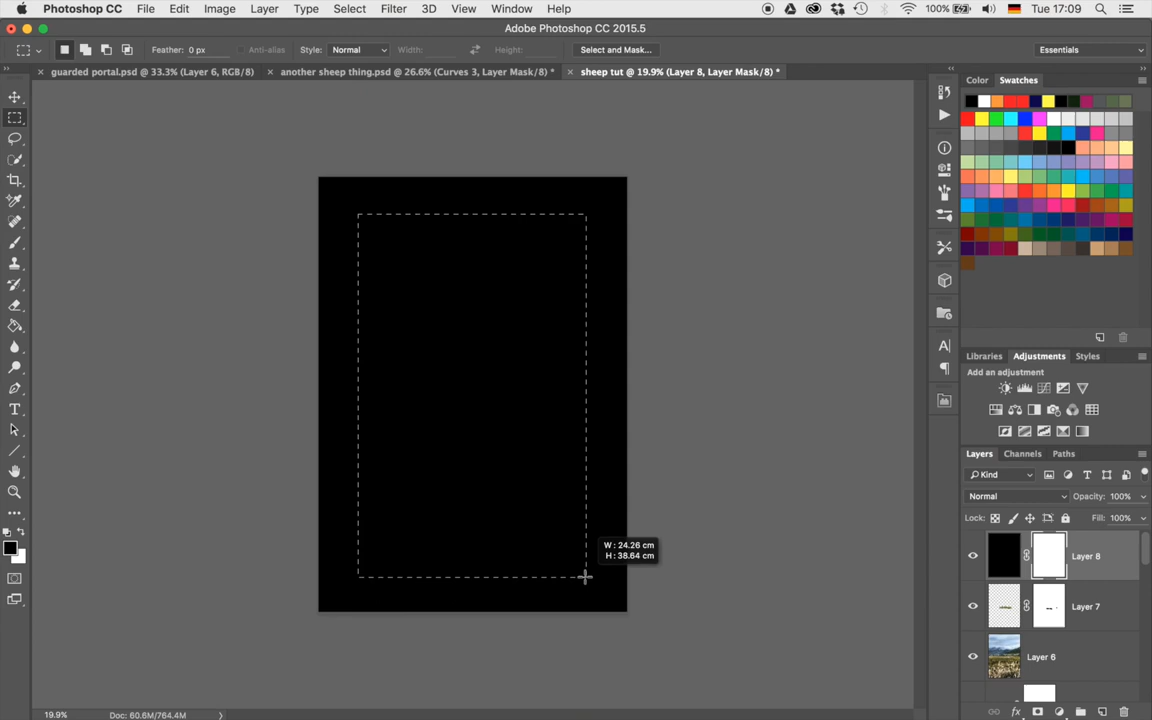 Photoshop CC File Edit Image Layer Type Select Filter 3D View Window Help 100% Tue 17:09
Adobe Photoshop CC 2015.5
Feather: 0 px Anti-alias Style: Normal Width: Height: Select and Mask... Essentials
guarded portal.psd @ 33.3% (Layer 6, RGB/8) another sheep thing.psd @ 26.6% (Curves 3, Layer Mask/8) * sheep tut @ 19.9% (Layer 8, Layer Mask/8) *
Color Swatches
Libraries Adjustments Styles
Add an adjustment
Layers Channels Paths
Kind
Normal Opacity: 100%
Lock: Fill: 100%
W : 24.26 cm
H : 38.64 cm
Layer 8
Layer 7
Layer 6
19.9% Doc: 60.6M/764.4M